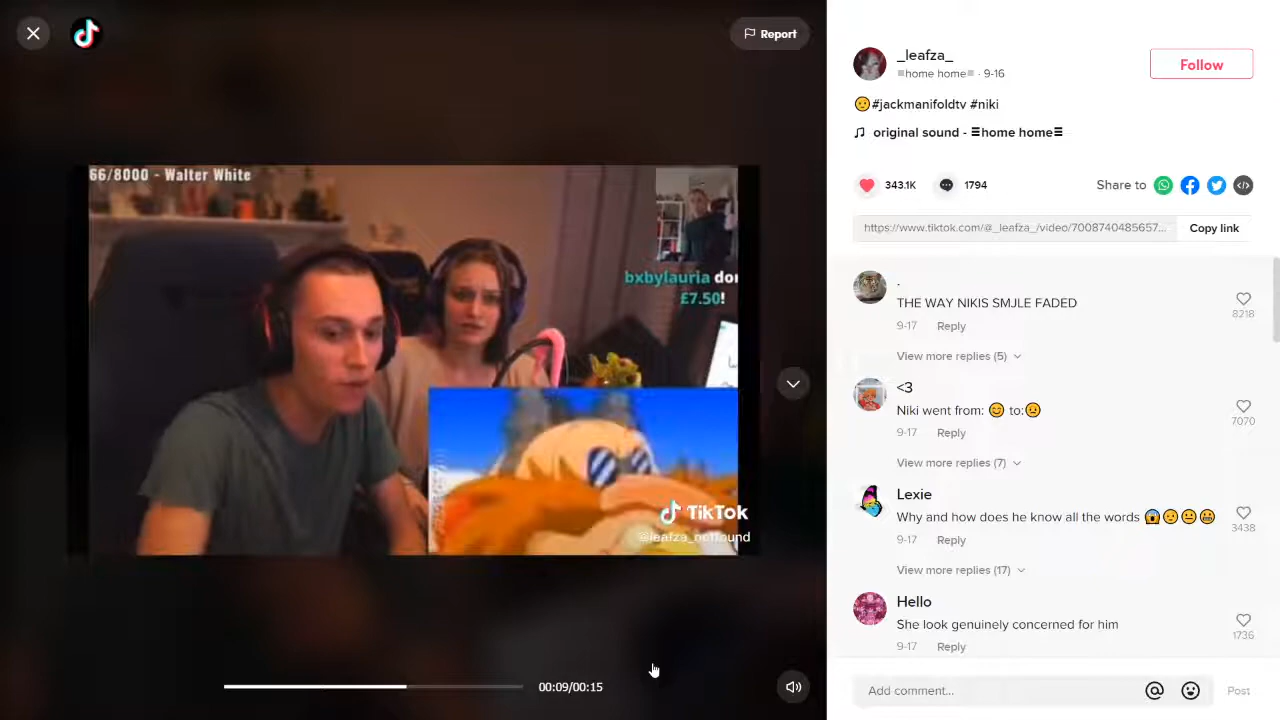 Report
66/8000 - Walter White
bxbylauria don
£7.50!
TikTok
@leafza_notfound
00:09/00:15
_leafza_
≡home home≡ · 9-16
🫤#jackmanifoldtv #niki
original sound - ☰home home☰
Follow
343.1K
1794
Share to
https://www.tiktok.com/@_leafza_/video/7008740485657...
Copy link
.
THE WAY NIKIS SMJLE FADED
9-17 Reply
8218
View more replies (5)
<3
Niki went from: 😊 to:😟
9-17 Reply
7070
View more replies (7)
Lexie
Why and how does he know all the words 😱😟😐😬
9-17 Reply
3438
View more replies (17)
Hello
She look genuinely concerned for him
9-17 Reply
1736
Add comment...
Post